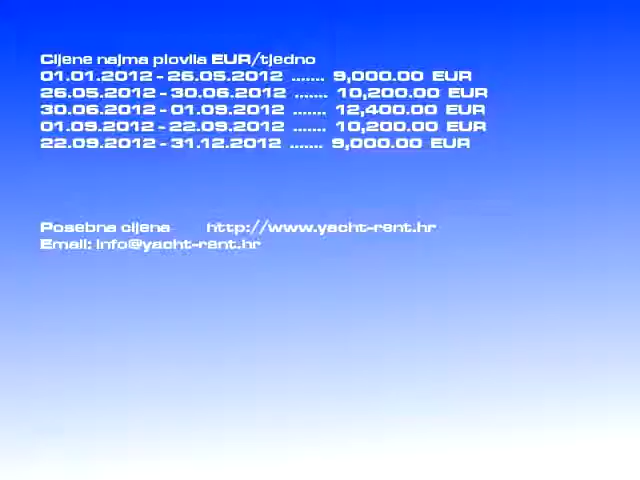 Cijene najma plovila EUR/tjedno
01.01.2012 - 26.05.2012 ....... 9,000.00 EUR
26.05.2012 - 30.06.2012 ....... 10,200.00 EUR
30.06.2012 - 01.09.2012 ....... 12,400.00 EUR
01.09.2012 - 22.09.2012 ....... 10,200.00 EUR
22.09.2012 - 31.12.2012 ....... 9,000.00 EUR
Posebna cijena http://www.yacht-rent.hr
Email: info@yacht-rent.hr